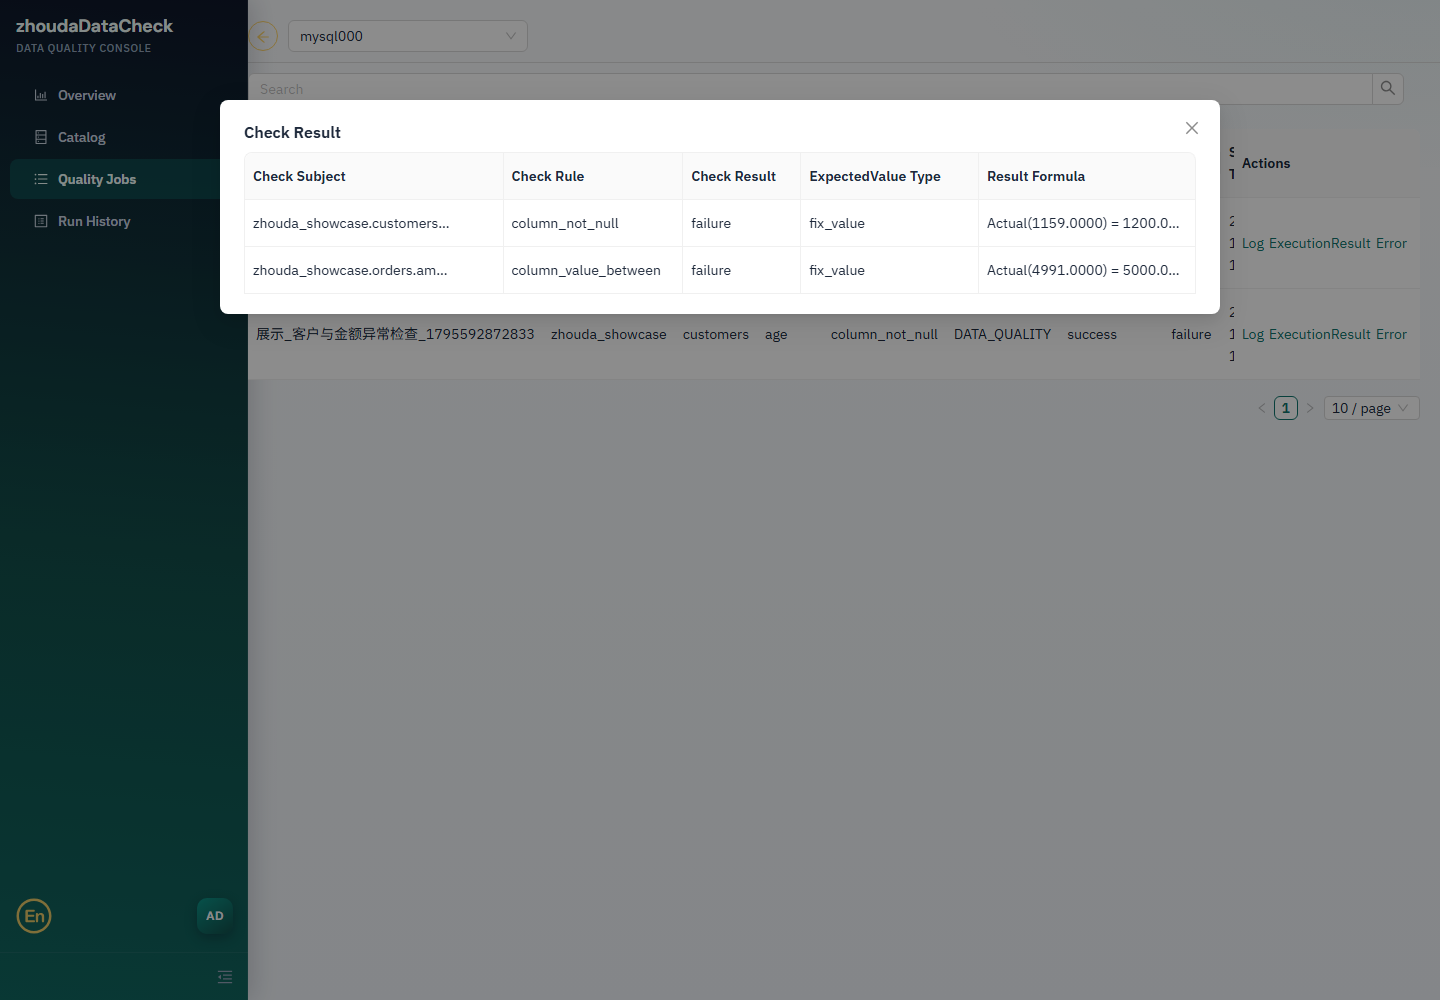 zhoudaDataCheck
DATA QUALITY CONSOLE
Overview
Catalog
Quality Jobs
Run History
En
AD
mysql000
Search
Check Result
Check Subject Check Rule Check Result ExpectedValue Type Result Formula
zhouda_showcase.customers... column_not_null failure fix_value Actual(1159.0000) = 1200.0...
zhouda_showcase.orders.am... column_value_between failure fix_value Actual(4991.0000) = 5000.0...
Actions
Log ExecutionResult Error
展示_客户与金额异常检查_1795592872833 zhouda_showcase customers age column_not_null DATA_QUALITY success failure Log ExecutionResult Error
1 10 / page